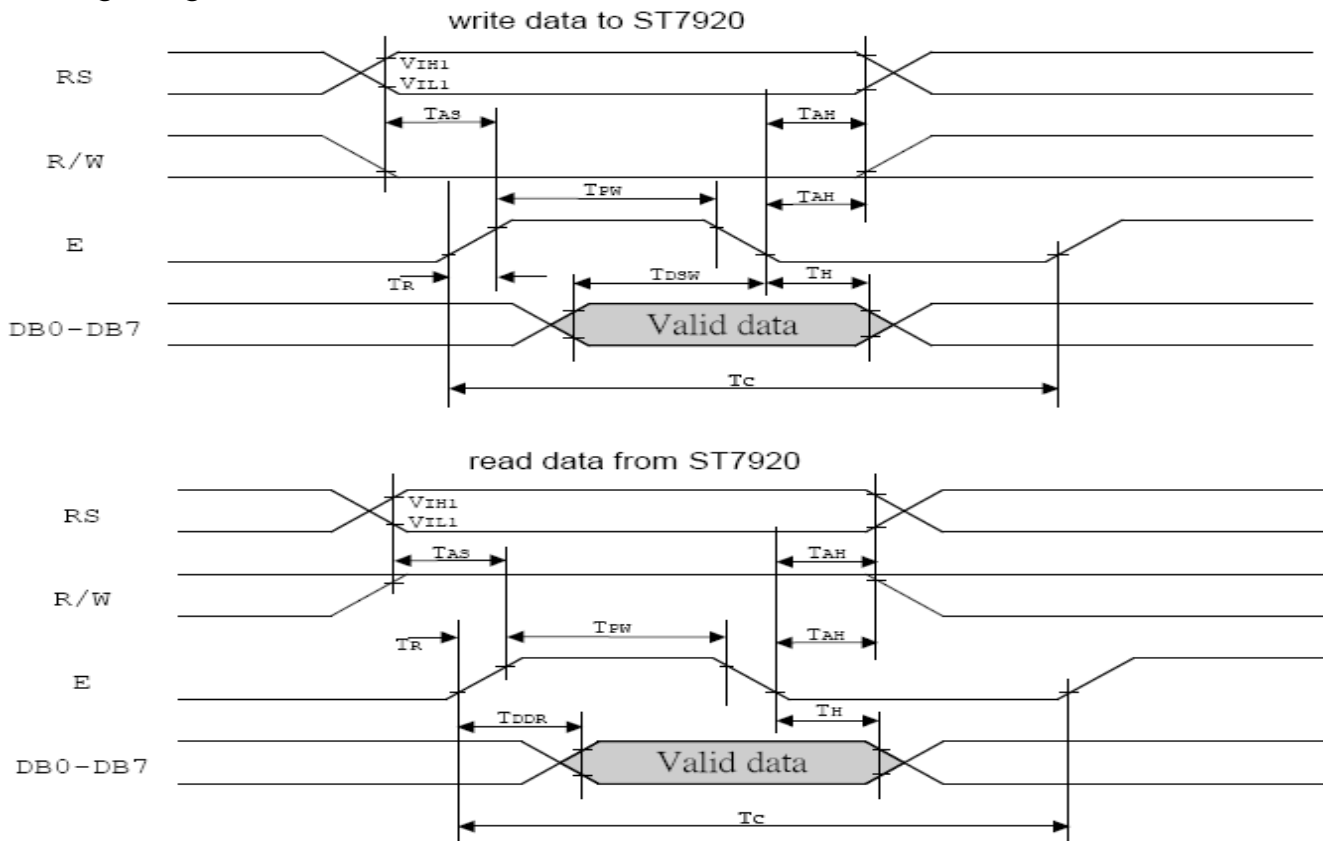 write data to ST7920
RS
VIH1
VIL1
TAS
TAH
R/W
TPW
TAH
E
TR
TDSW
TH
DB0-DB7
Valid data
TC
read data from ST7920
RS
VIH1
VIL1
TAS
TAH
R/W
TR
TPW
TAH
E
TDDR
TH
DB0-DB7
Valid data
TC